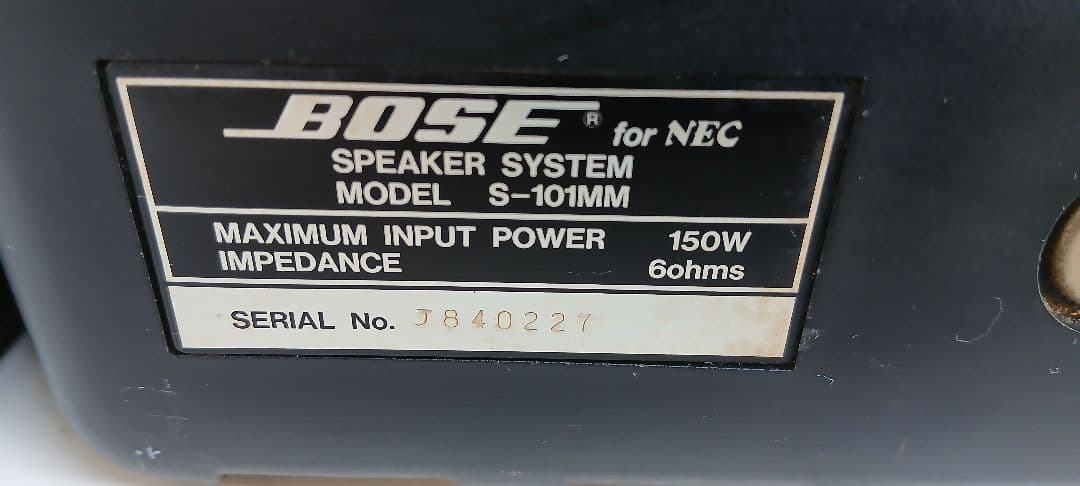 BOSE® for NEC
SPEAKER SYSTEM
MODEL S-101MM
MAXIMUM INPUT POWER 150W
IMPEDANCE 6ohms
SERIAL No. J840227